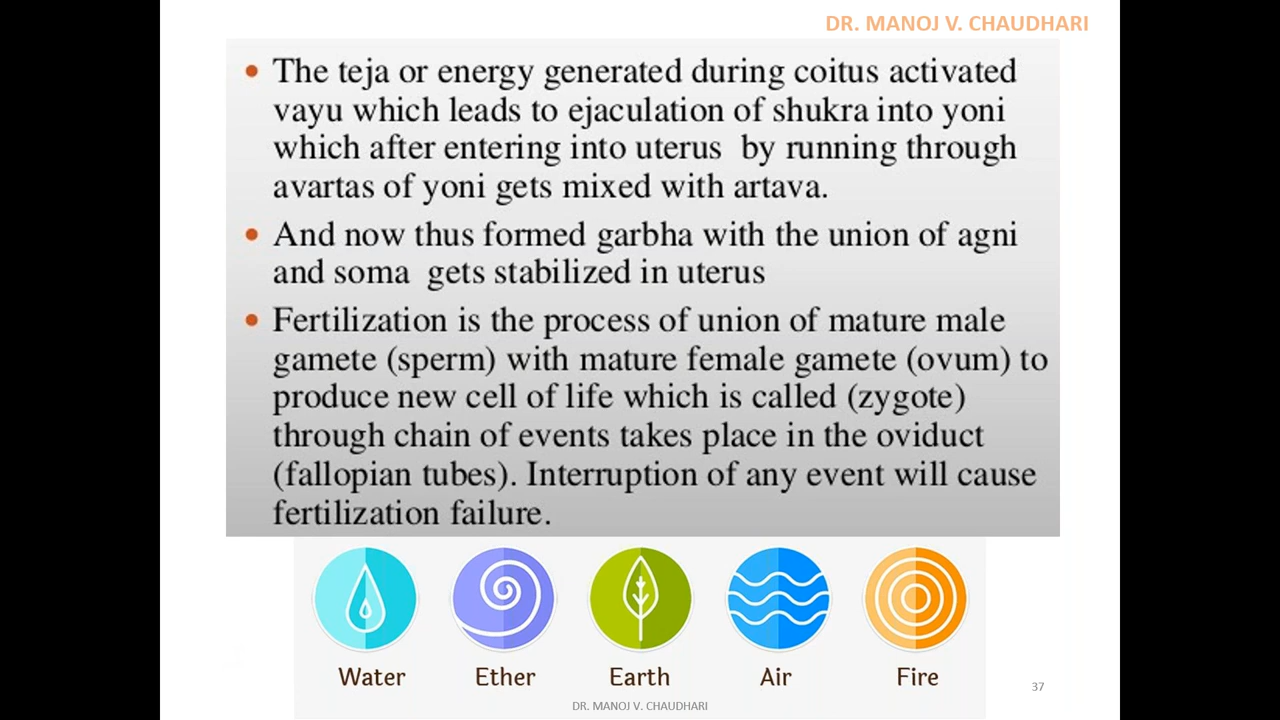 DR. MANOJ V. CHAUDHARI
• The teja or energy generated during coitus activated
vayu which leads to ejaculation of shukra into yoni
which after entering into uterus by running through
avartas of yoni gets mixed with artava.
• And now thus formed garbha with the union of agni
and soma gets stabilized in uterus
• Fertilization is the process of union of mature male
gamete (sperm) with mature female gamete (ovum) to
produce new cell of life which is called (zygote)
through chain of events takes place in the oviduct
(fallopian tubes). Interruption of any event will cause
fertilization failure.
Water Ether Earth Air Fire
37
DR. MANOJ V. CHAUDHARI